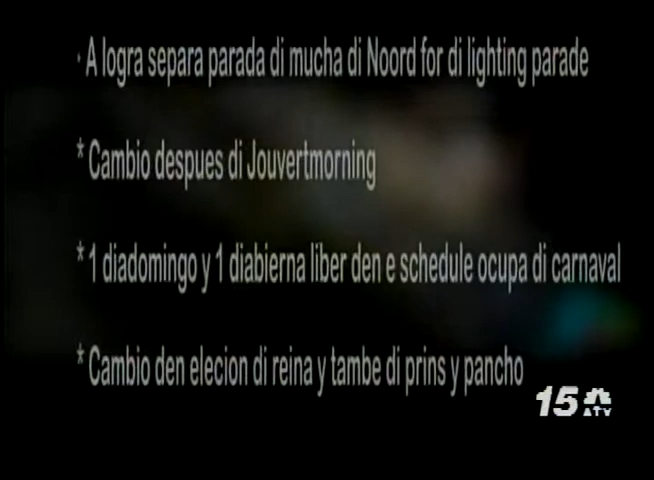 · A logra separa parada di mucha di Noord for di lighting parade
* Cambio despues di Jouvertmorning
* 1 diadomingo y 1 diabierna liber den e schedule ocupa di carnaval
* Cambio den elecion di reina y tambe di prins y pancho
15 ATV